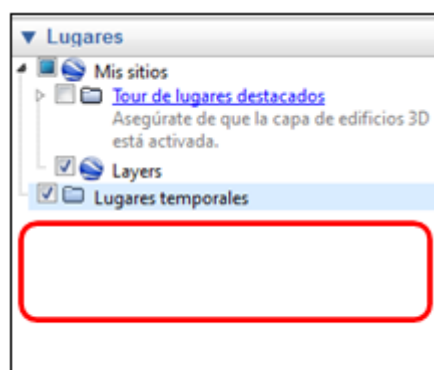 Lugares
Mis sitios
Tour de lugares destacados
Asegúrate de que la capa de edificios 3D
está activada.
Layers
Lugares temporales